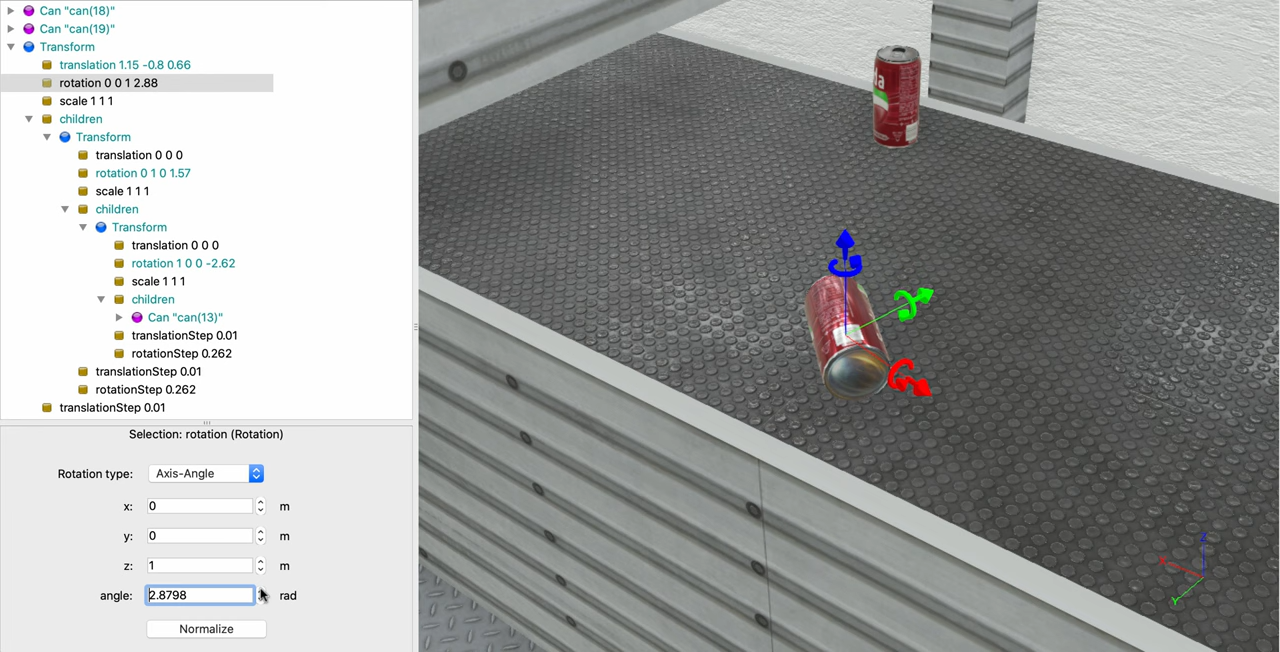 Can "can(18)"
Can "can(19)"
Transform
translation 1.15 -0.8 0.66
rotation 0 0 1 2.88
scale 1 1 1
children
Transform
translation 0 0 0
rotation 0 1 0 1.57
scale 1 1 1
children
Transform
translation 0 0 0
rotation 1 0 0 -2.62
scale 1 1 1
children
Can "can(13)"
translationStep 0.01
rotationStep 0.262
translationStep 0.01
rotationStep 0.262
translationStep 0.01
Selection: rotation (Rotation)
Rotation type: Axis-Angle
x: 0 m
y: 0 m
z: 1 m
angle: 2.8798 rad
Normalize
la
X
Z
Y